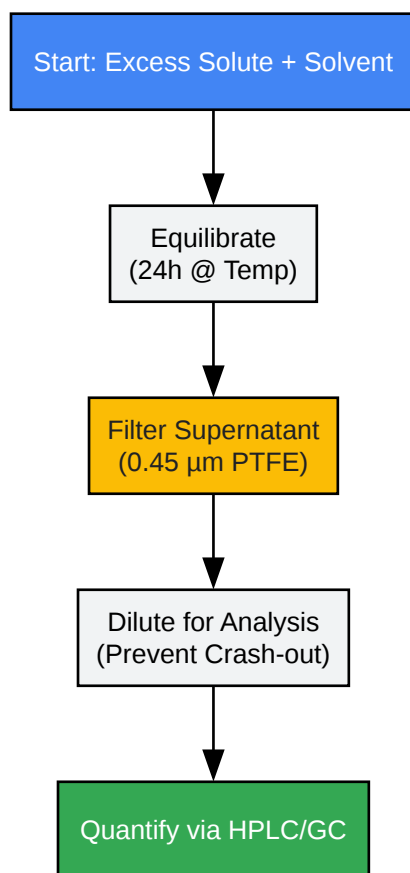 Start: Excess Solute + Solvent
Equilibrate
(24h @ Temp)
Filter Supernatant
(0.45 µm PTFE)
Dilute for Analysis
(Prevent Crash-out)
Quantify via HPLC/GC